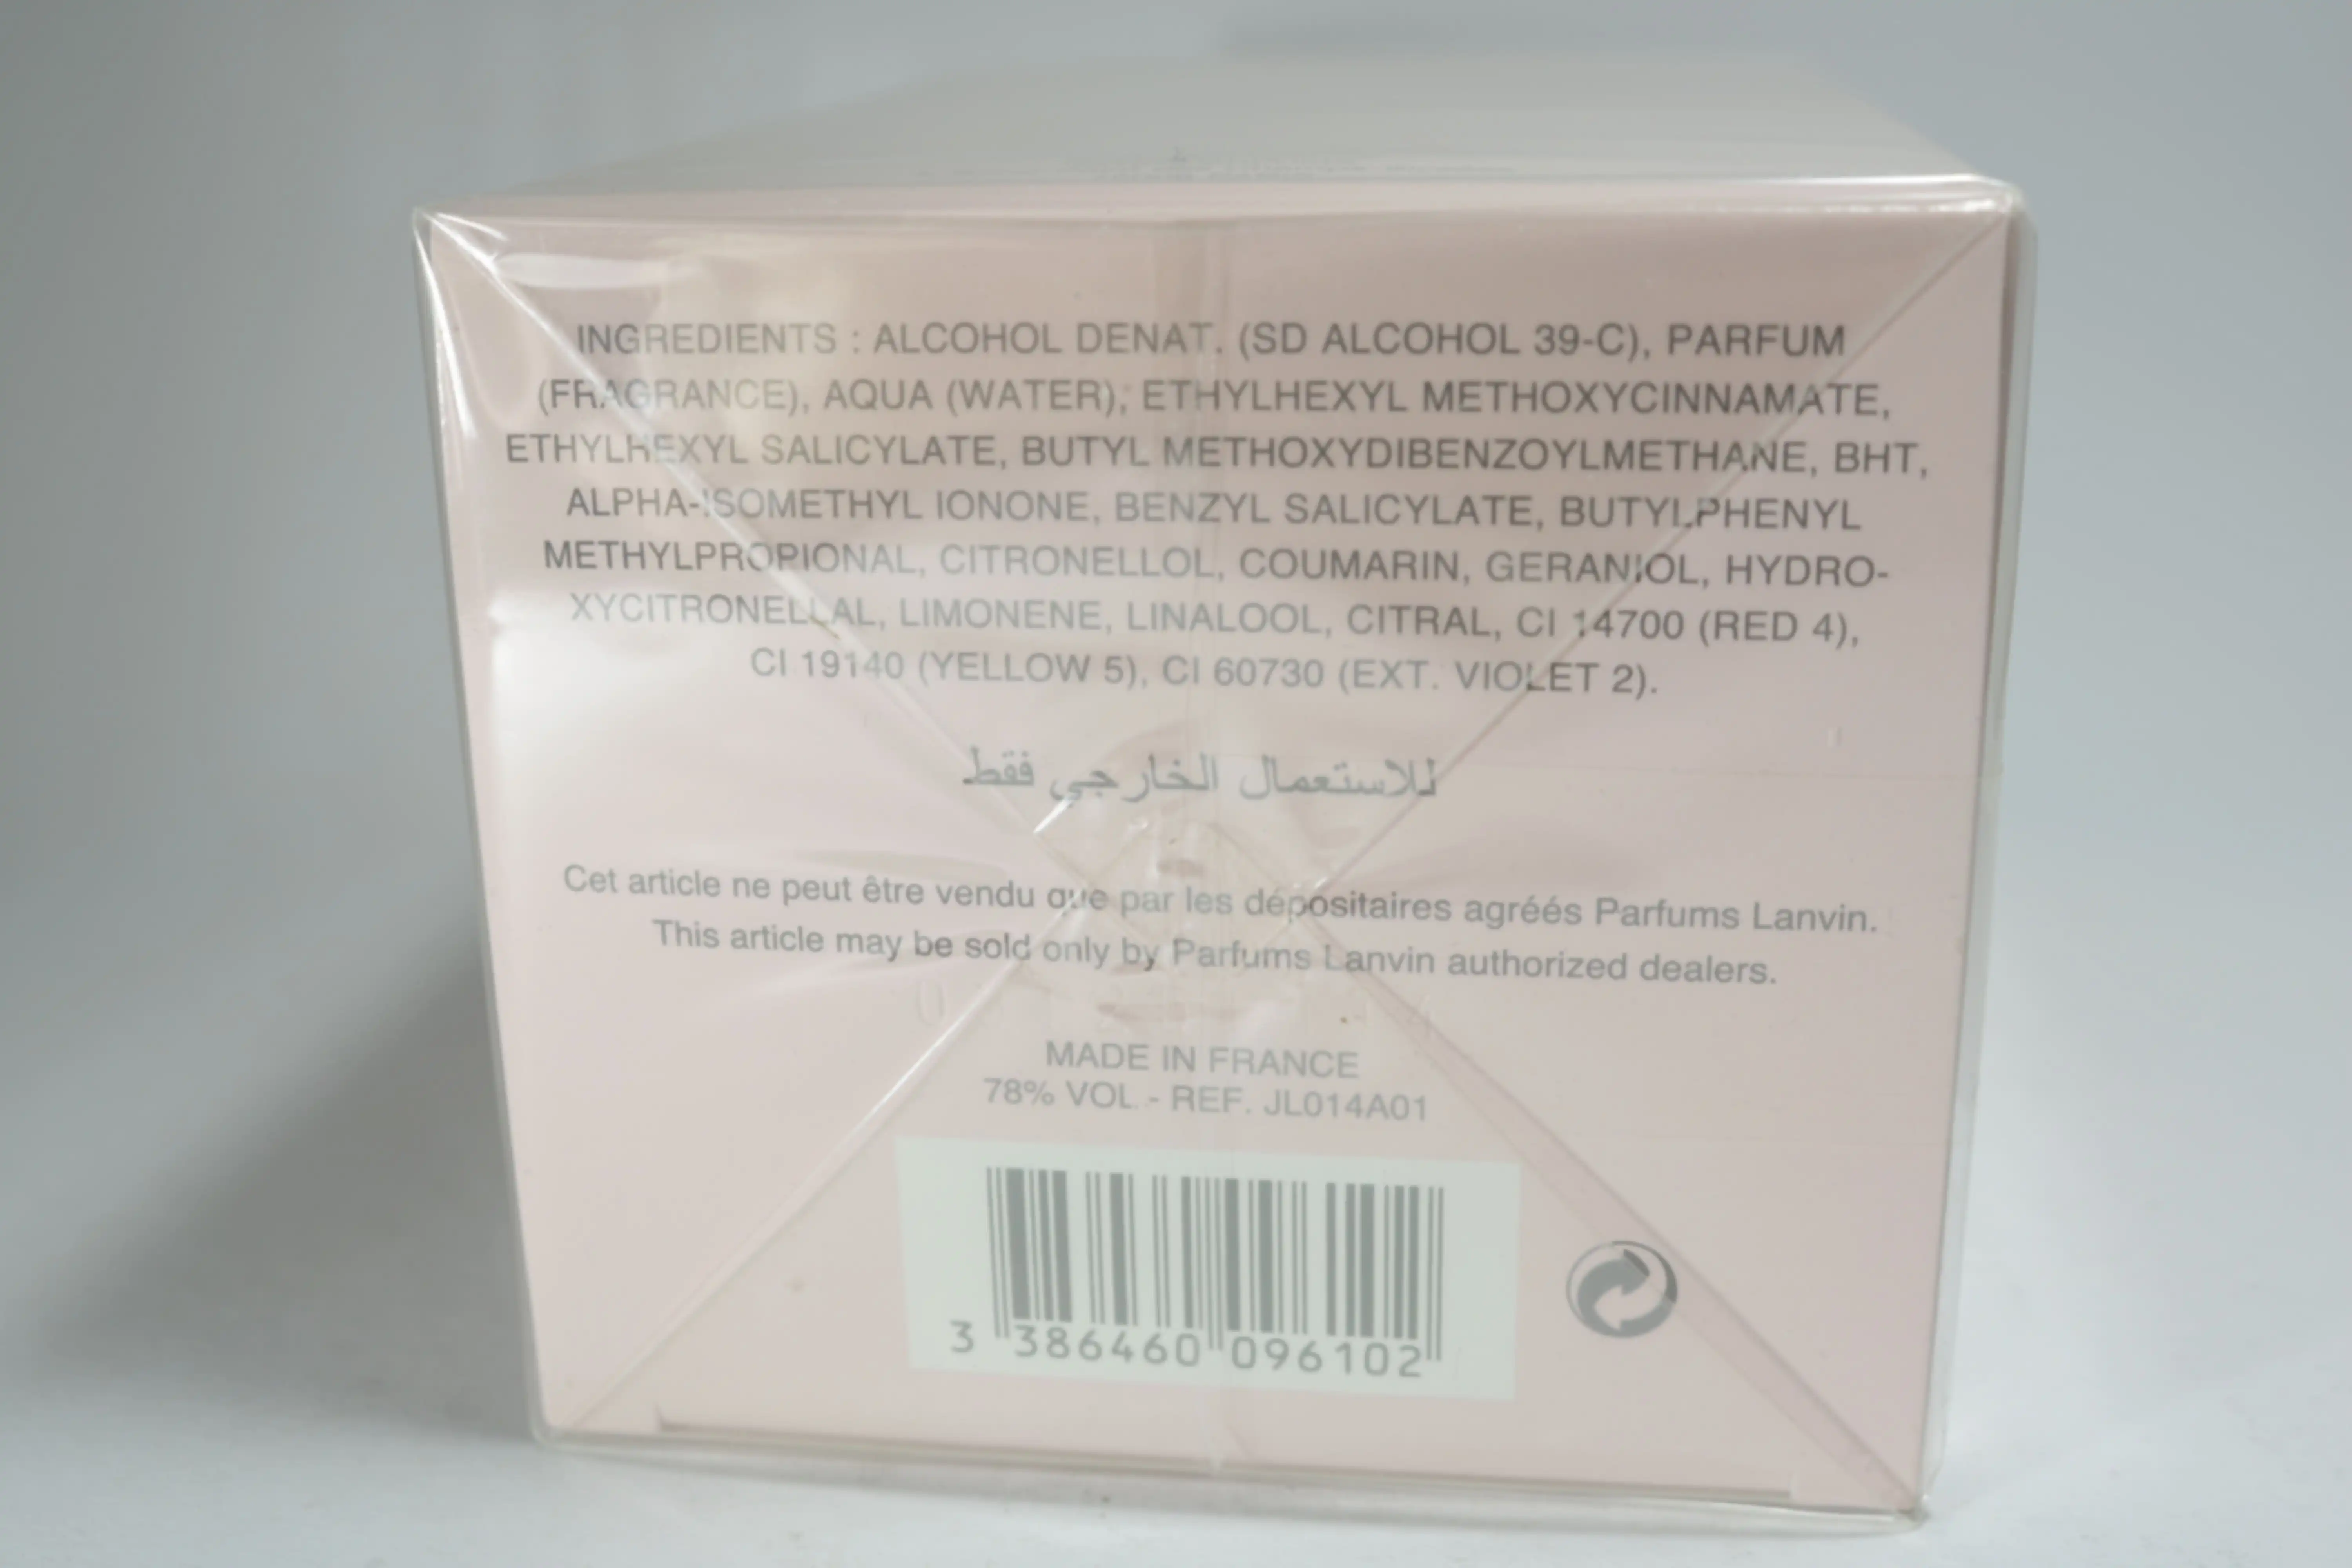 INGREDIENTS : ALCOHOL DENAT. (SD ALCOHOL 39-C), PARFUM
(FRAGRANCE), AQUA (WATER), ETHYLHEXYL METHOXYCINNAMATE,
ETHYLHEXYL SALICYLATE, BUTYL METHOXYDIBENZOYLMETHANE, BHT,
ALPHA-ISOMETHYL IONONE, BENZYL SALICYLATE, BUTYLPHENYL
METHYLPROPIONAL, CITRONELLOL, COUMARIN, GERANIOL, HYDRO-
XYCITRONELLAL, LIMONENE, LINALOOL, CITRAL, CI 14700 (RED 4),
CI 19140 (YELLOW 5), CI 60730 (EXT. VIOLET 2).
للاستعمال الخارجي فقط
Cet article ne peut être vendu que par les dépositaires agréés Parfums Lanvin.
This article may be sold only by Parfums Lanvin authorized dealers.
MADE IN FRANCE
78% VOL. - REF. JL014A01
3 386460 096102